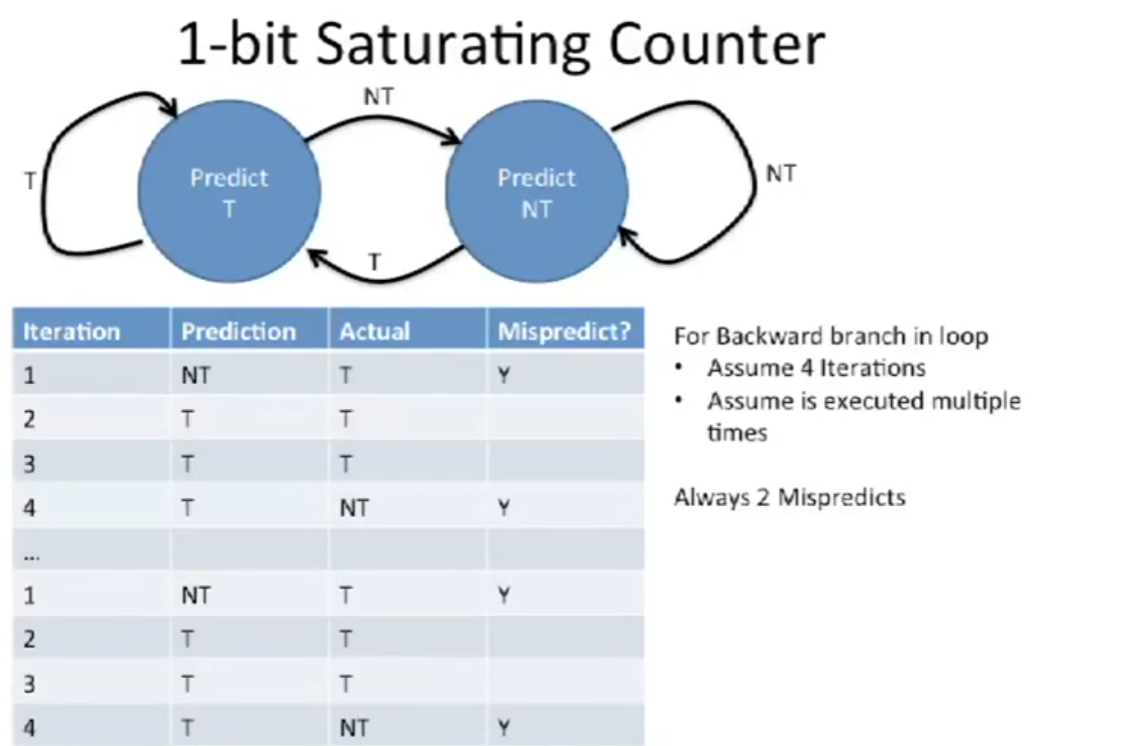 1-bit Saturating Counter
NT
T
Predict
T
Predict
NT
NT
T
Iteration Prediction Actual Mispredict?
1 NT T Y
2 T T
3 T T
4 T NT Y
...
1 NT T Y
2 T T
3 T T
4 T NT Y
For Backward branch in loop
• Assume 4 Iterations
• Assume is executed multiple
times
Always 2 Mispredicts